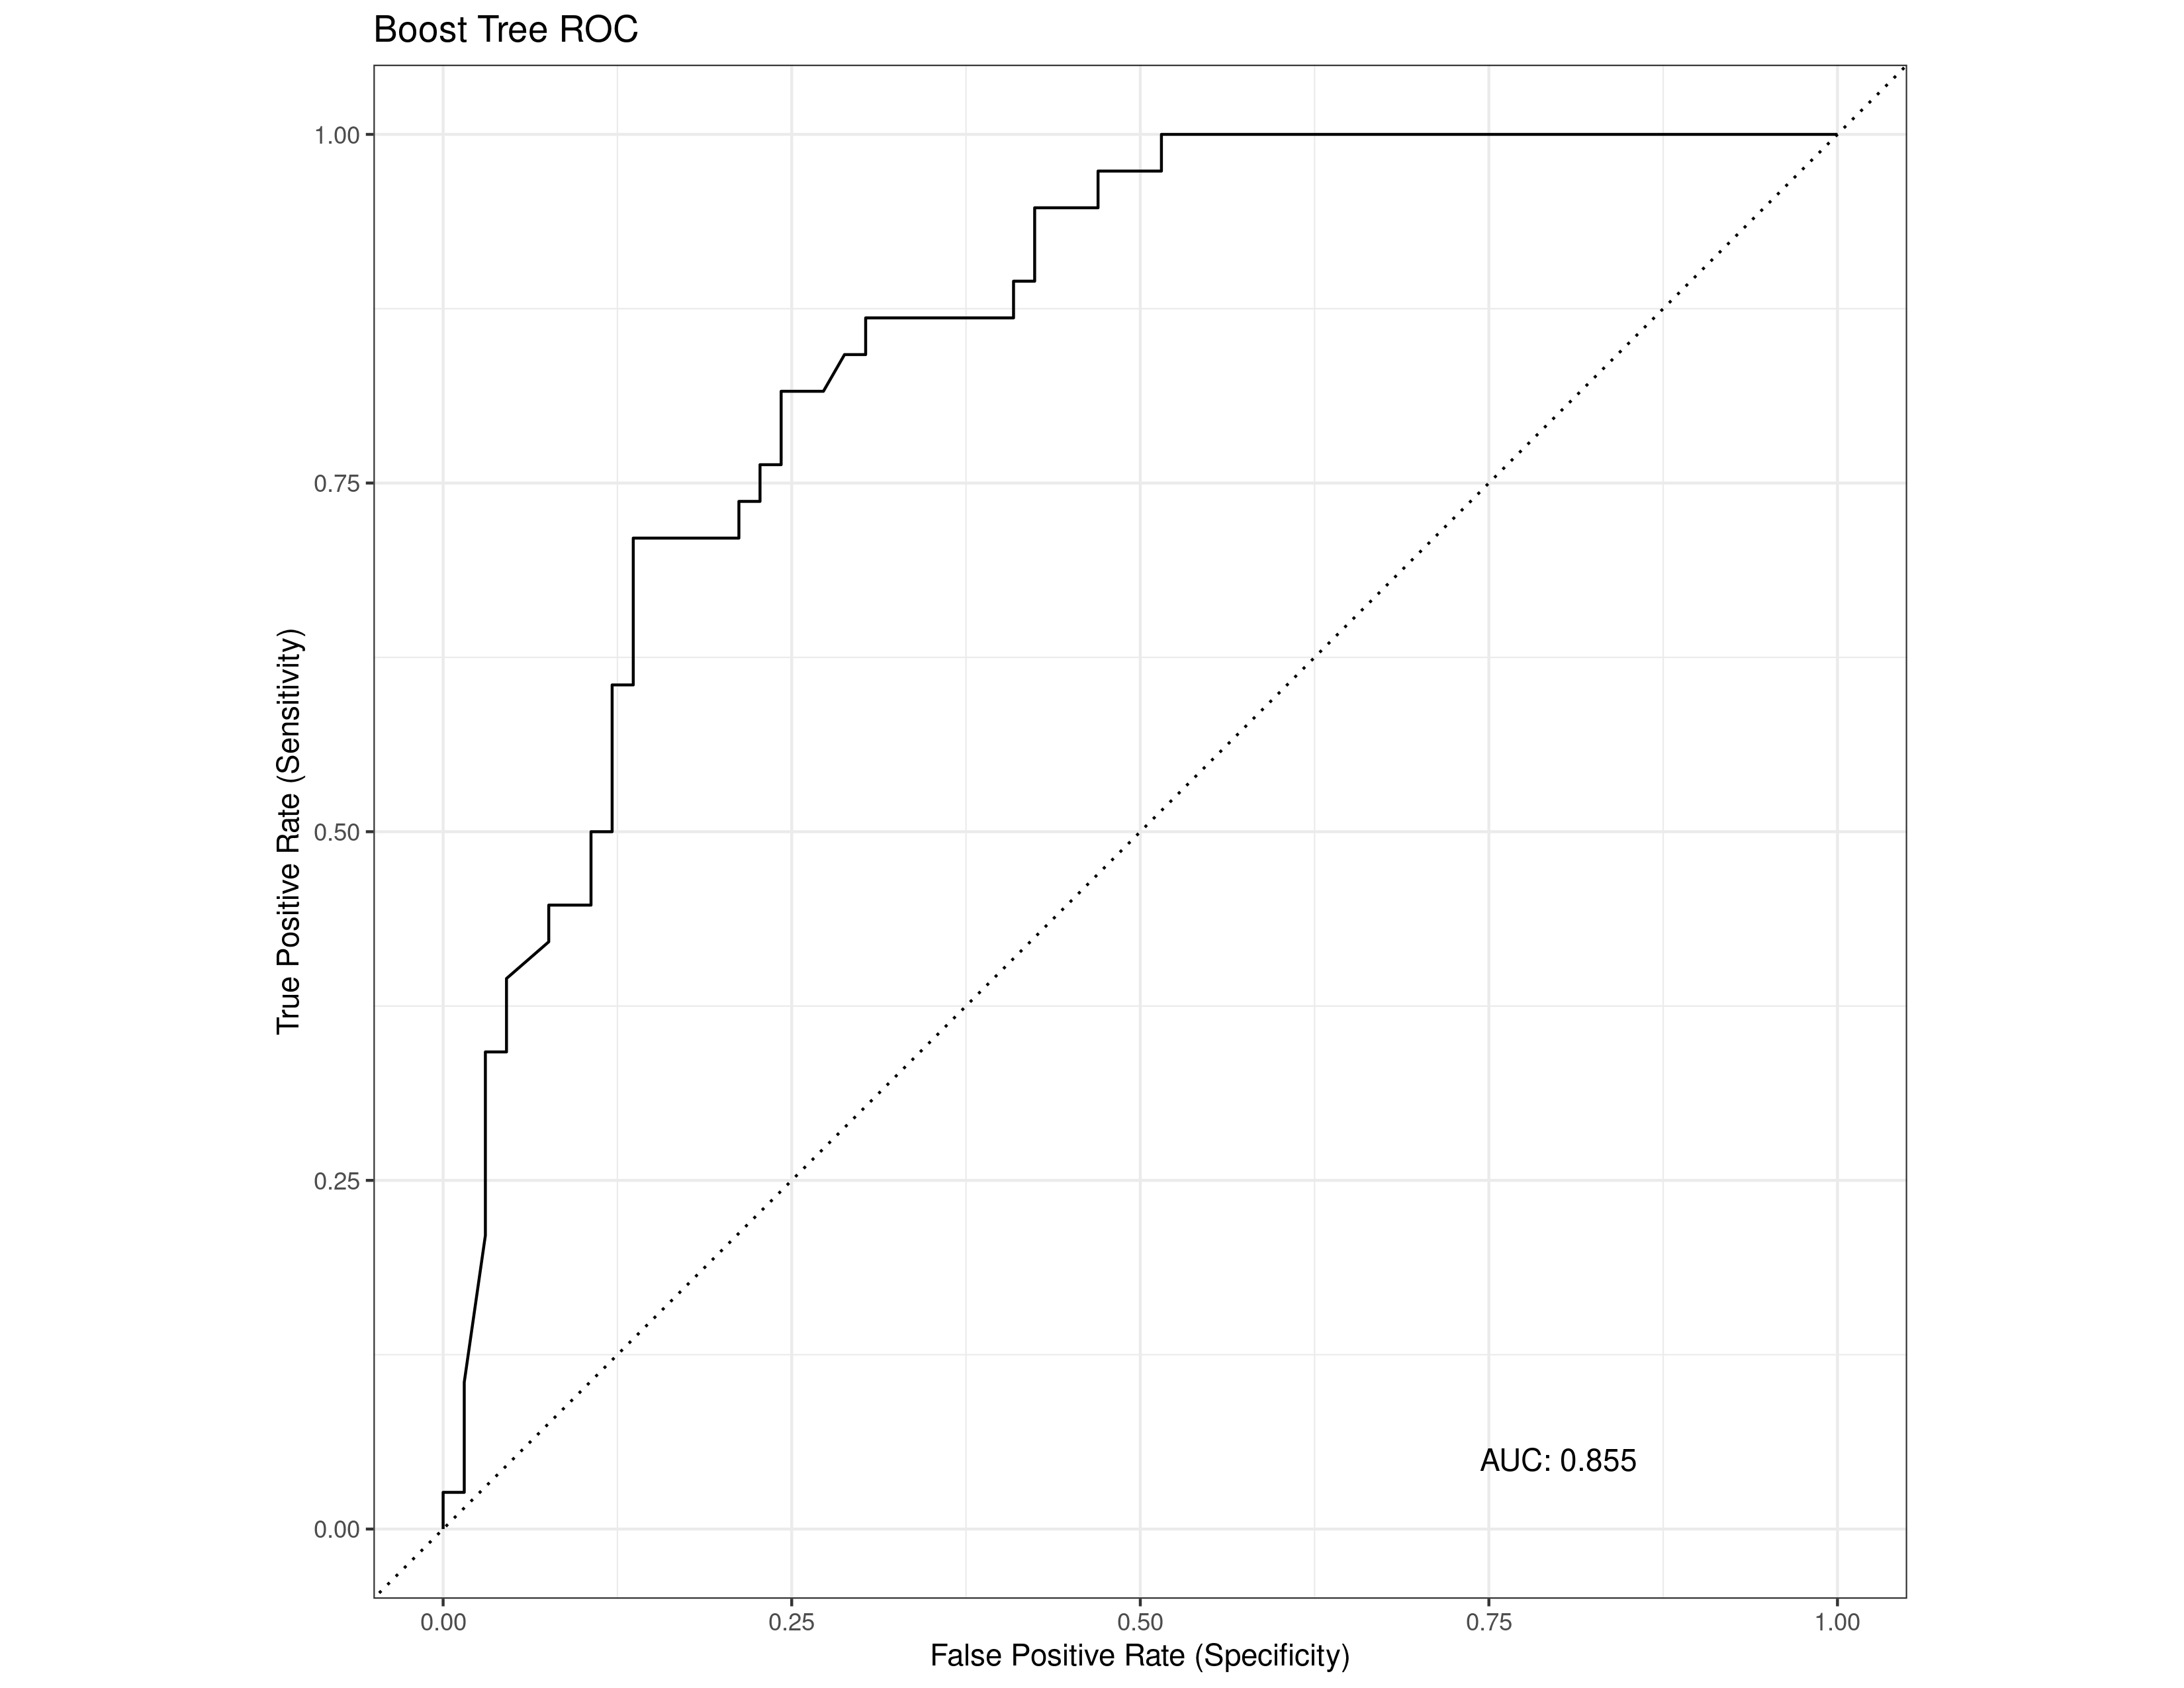 Boost Tree ROC
True Positive Rate (Sensitivity)
1.00
0.75
0.50
0.25
0.00
AUC: 0.855
0.00 0.25 0.50 0.75 1.00
False Positive Rate (Specificity)